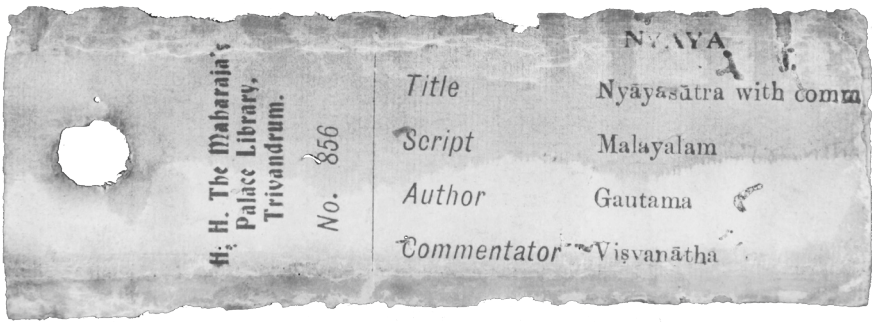 H. H. The Maharaja's
Palace Library,
Trivandrum.
No. 856
NYAYA
Title Nyāyasūtra with comm
Script Malayalam
Author Gautama
Commentator Viṣvanātha